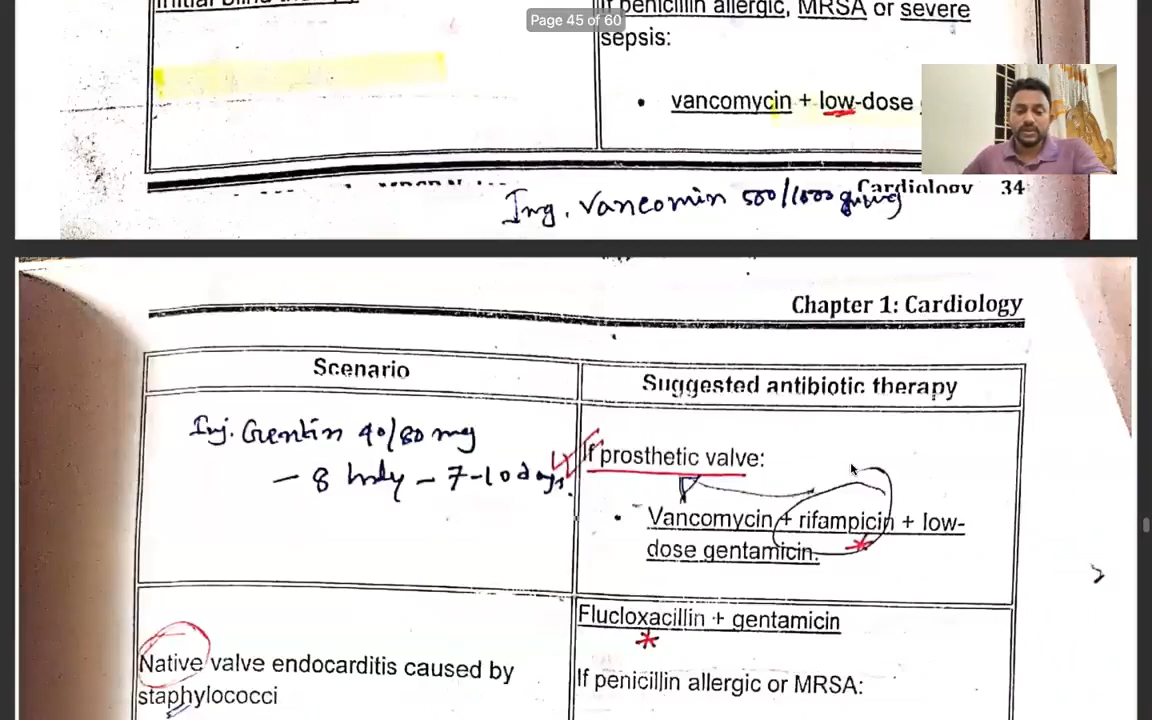 Page 45 of 60
If penicillin allergic, MRSA or severe
sepsis:
• vancomycin + low-dose
Cardiology 34
Inj. Vancomin 500/1000
Chapter 1: Cardiology
Scenario
Suggested antibiotic therapy
Inj. Gentin 40/80 mg
– 8 hrly – 7-10 days.
If prosthetic valve:
• Vancomycin + rifampicin + low-
dose gentamicin.
Flucloxacillin + gentamicin
Native valve endocarditis caused by
staphylococci
If penicillin allergic or MRSA: